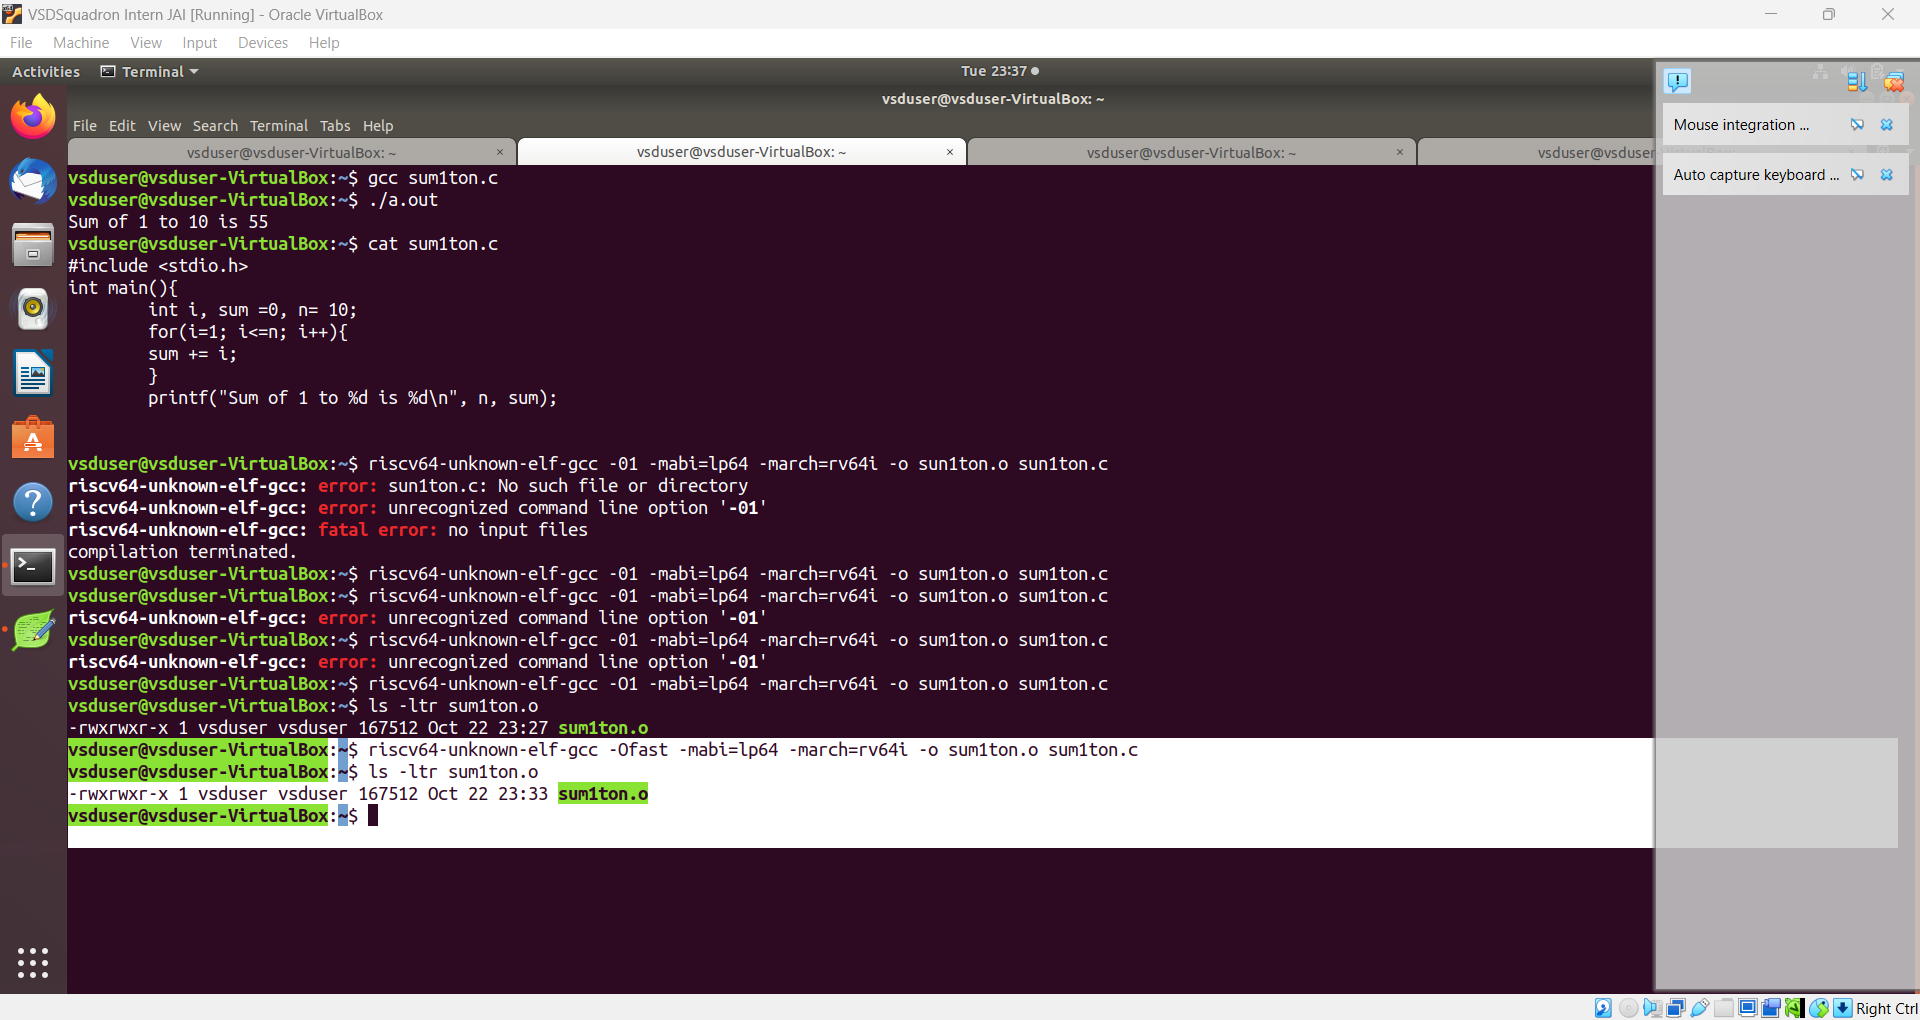 VSDSquadron Intern JAI [Running] - Oracle VirtualBox
File Machine View Input Devices Help
Activities Terminal Tue 23:37
vsduser@vsduser-VirtualBox: ~
File Edit View Search Terminal Tabs Help
vsduser@vsduser-VirtualBox: ~ × vsduser@vsduser-VirtualBox: ~ × vsduser@vsduser-VirtualBox: ~ × vsduser@vsduser
Mouse integration ...
Auto capture keyboard ...
vsduser@vsduser-VirtualBox:~$ gcc sum1ton.c
vsduser@vsduser-VirtualBox:~$ ./a.out
Sum of 1 to 10 is 55
vsduser@vsduser-VirtualBox:~$ cat sum1ton.c
#include <stdio.h>
int main(){
        int i, sum =0, n= 10;
        for(i=1; i<=n; i++){
        sum += i;
        }
        printf("Sum of 1 to %d is %d\n", n, sum);
vsduser@vsduser-VirtualBox:~$ riscv64-unknown-elf-gcc -01 -mabi=lp64 -march=rv64i -o sun1ton.o sun1ton.c
riscv64-unknown-elf-gcc: error: sun1ton.c: No such file or directory
riscv64-unknown-elf-gcc: error: unrecognized command line option '-01'
riscv64-unknown-elf-gcc: fatal error: no input files
compilation terminated.
vsduser@vsduser-VirtualBox:~$ riscv64-unknown-elf-gcc -01 -mabi=lp64 -march=rv64i -o sum1ton.o sum1ton.c
vsduser@vsduser-VirtualBox:~$ riscv64-unknown-elf-gcc -01 -mabi=lp64 -march=rv64i -o sum1ton.o sum1ton.c
riscv64-unknown-elf-gcc: error: unrecognized command line option '-01'
vsduser@vsduser-VirtualBox:~$ riscv64-unknown-elf-gcc -01 -mabi=lp64 -march=rv64i -o sum1ton.o sum1ton.c
riscv64-unknown-elf-gcc: error: unrecognized command line option '-01'
vsduser@vsduser-VirtualBox:~$ riscv64-unknown-elf-gcc -O1 -mabi=lp64 -march=rv64i -o sum1ton.o sum1ton.c
vsduser@vsduser-VirtualBox:~$ ls -ltr sum1ton.o
-rwxrwxr-x 1 vsduser vsduser 167512 Oct 22 23:27 sum1ton.o
vsduser@vsduser-VirtualBox:~$ riscv64-unknown-elf-gcc -Ofast -mabi=lp64 -march=rv64i -o sum1ton.o sum1ton.c
vsduser@vsduser-VirtualBox:~$ ls -ltr sum1ton.o
-rwxrwxr-x 1 vsduser vsduser 167512 Oct 22 23:33 sum1ton.o
vsduser@vsduser-VirtualBox:~$
Right Ctrl